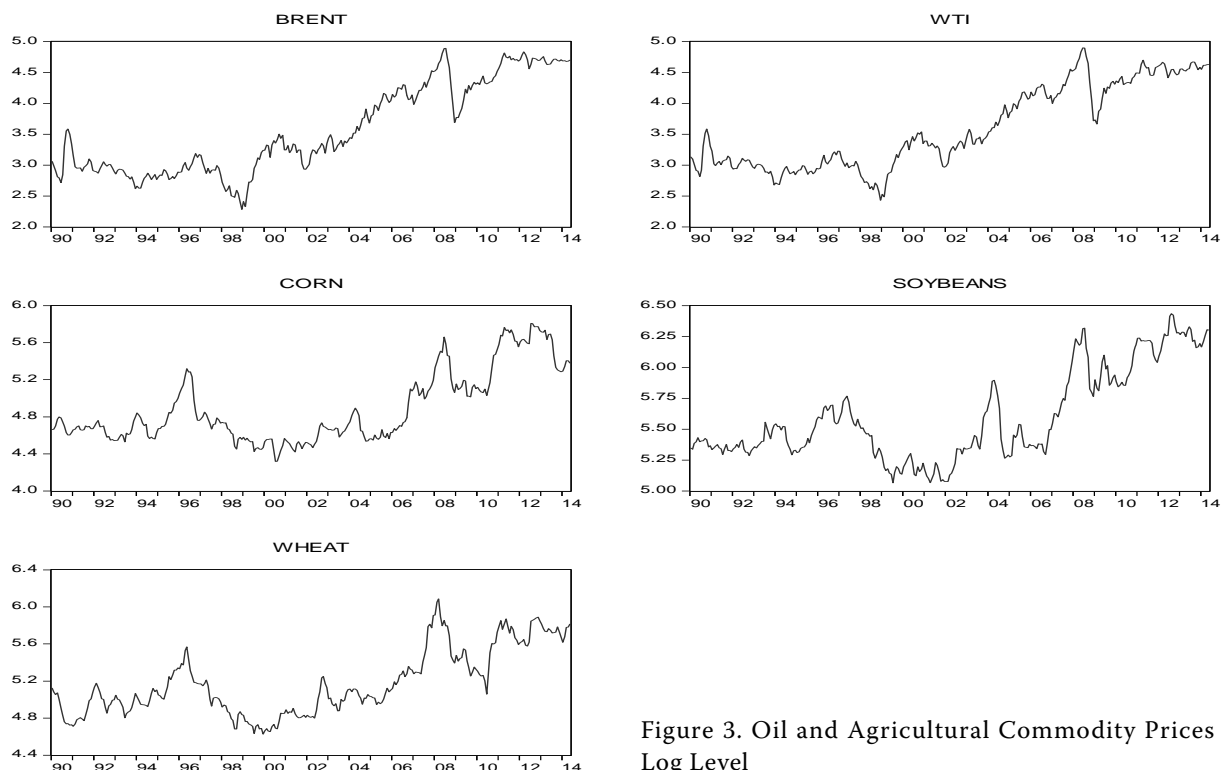 BRENT
5.0
4.5
4.0
3.5
3.0
2.5
2.0
90 92 94 96 98 00 02 04 06 08 10 12 14
WTI
5.0
4.5
4.0
3.5
3.0
2.5
2.0
90 92 94 96 98 00 02 04 06 08 10 12 14
CORN
6.0
5.6
5.2
4.8
4.4
4.0
90 92 94 96 98 00 02 04 06 08 10 12 14
SOYBEANS
6.50
6.25
6.00
5.75
5.50
5.25
5.00
90 92 94 96 98 00 02 04 06 08 10 12 14
WHEAT
6.4
6.0
5.6
5.2
4.8
4.4
90 92 94 96 98 00 02 04 06 08 10 12 14
Figure 3. Oil and Agricultural Commodity Prices
Log Level